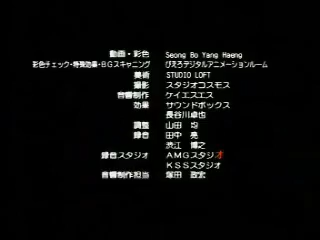 動画・彩色 Seong Bo Yang Haeng
彩色チェック・特殊効果・BGスキャニング ぴえろデジタルアニメーションルーム
美術 STUDIO LOFT
撮影 スタジオコスモス
音響制作 ケイエスエス
効果 サウンドボックス
長谷川卓也
調整 山田 均
録音 田中 亮
渋江 博之
録音スタジオ AMGスタジオ
KSSスタジオ
音響制作担当 塚田 政宏